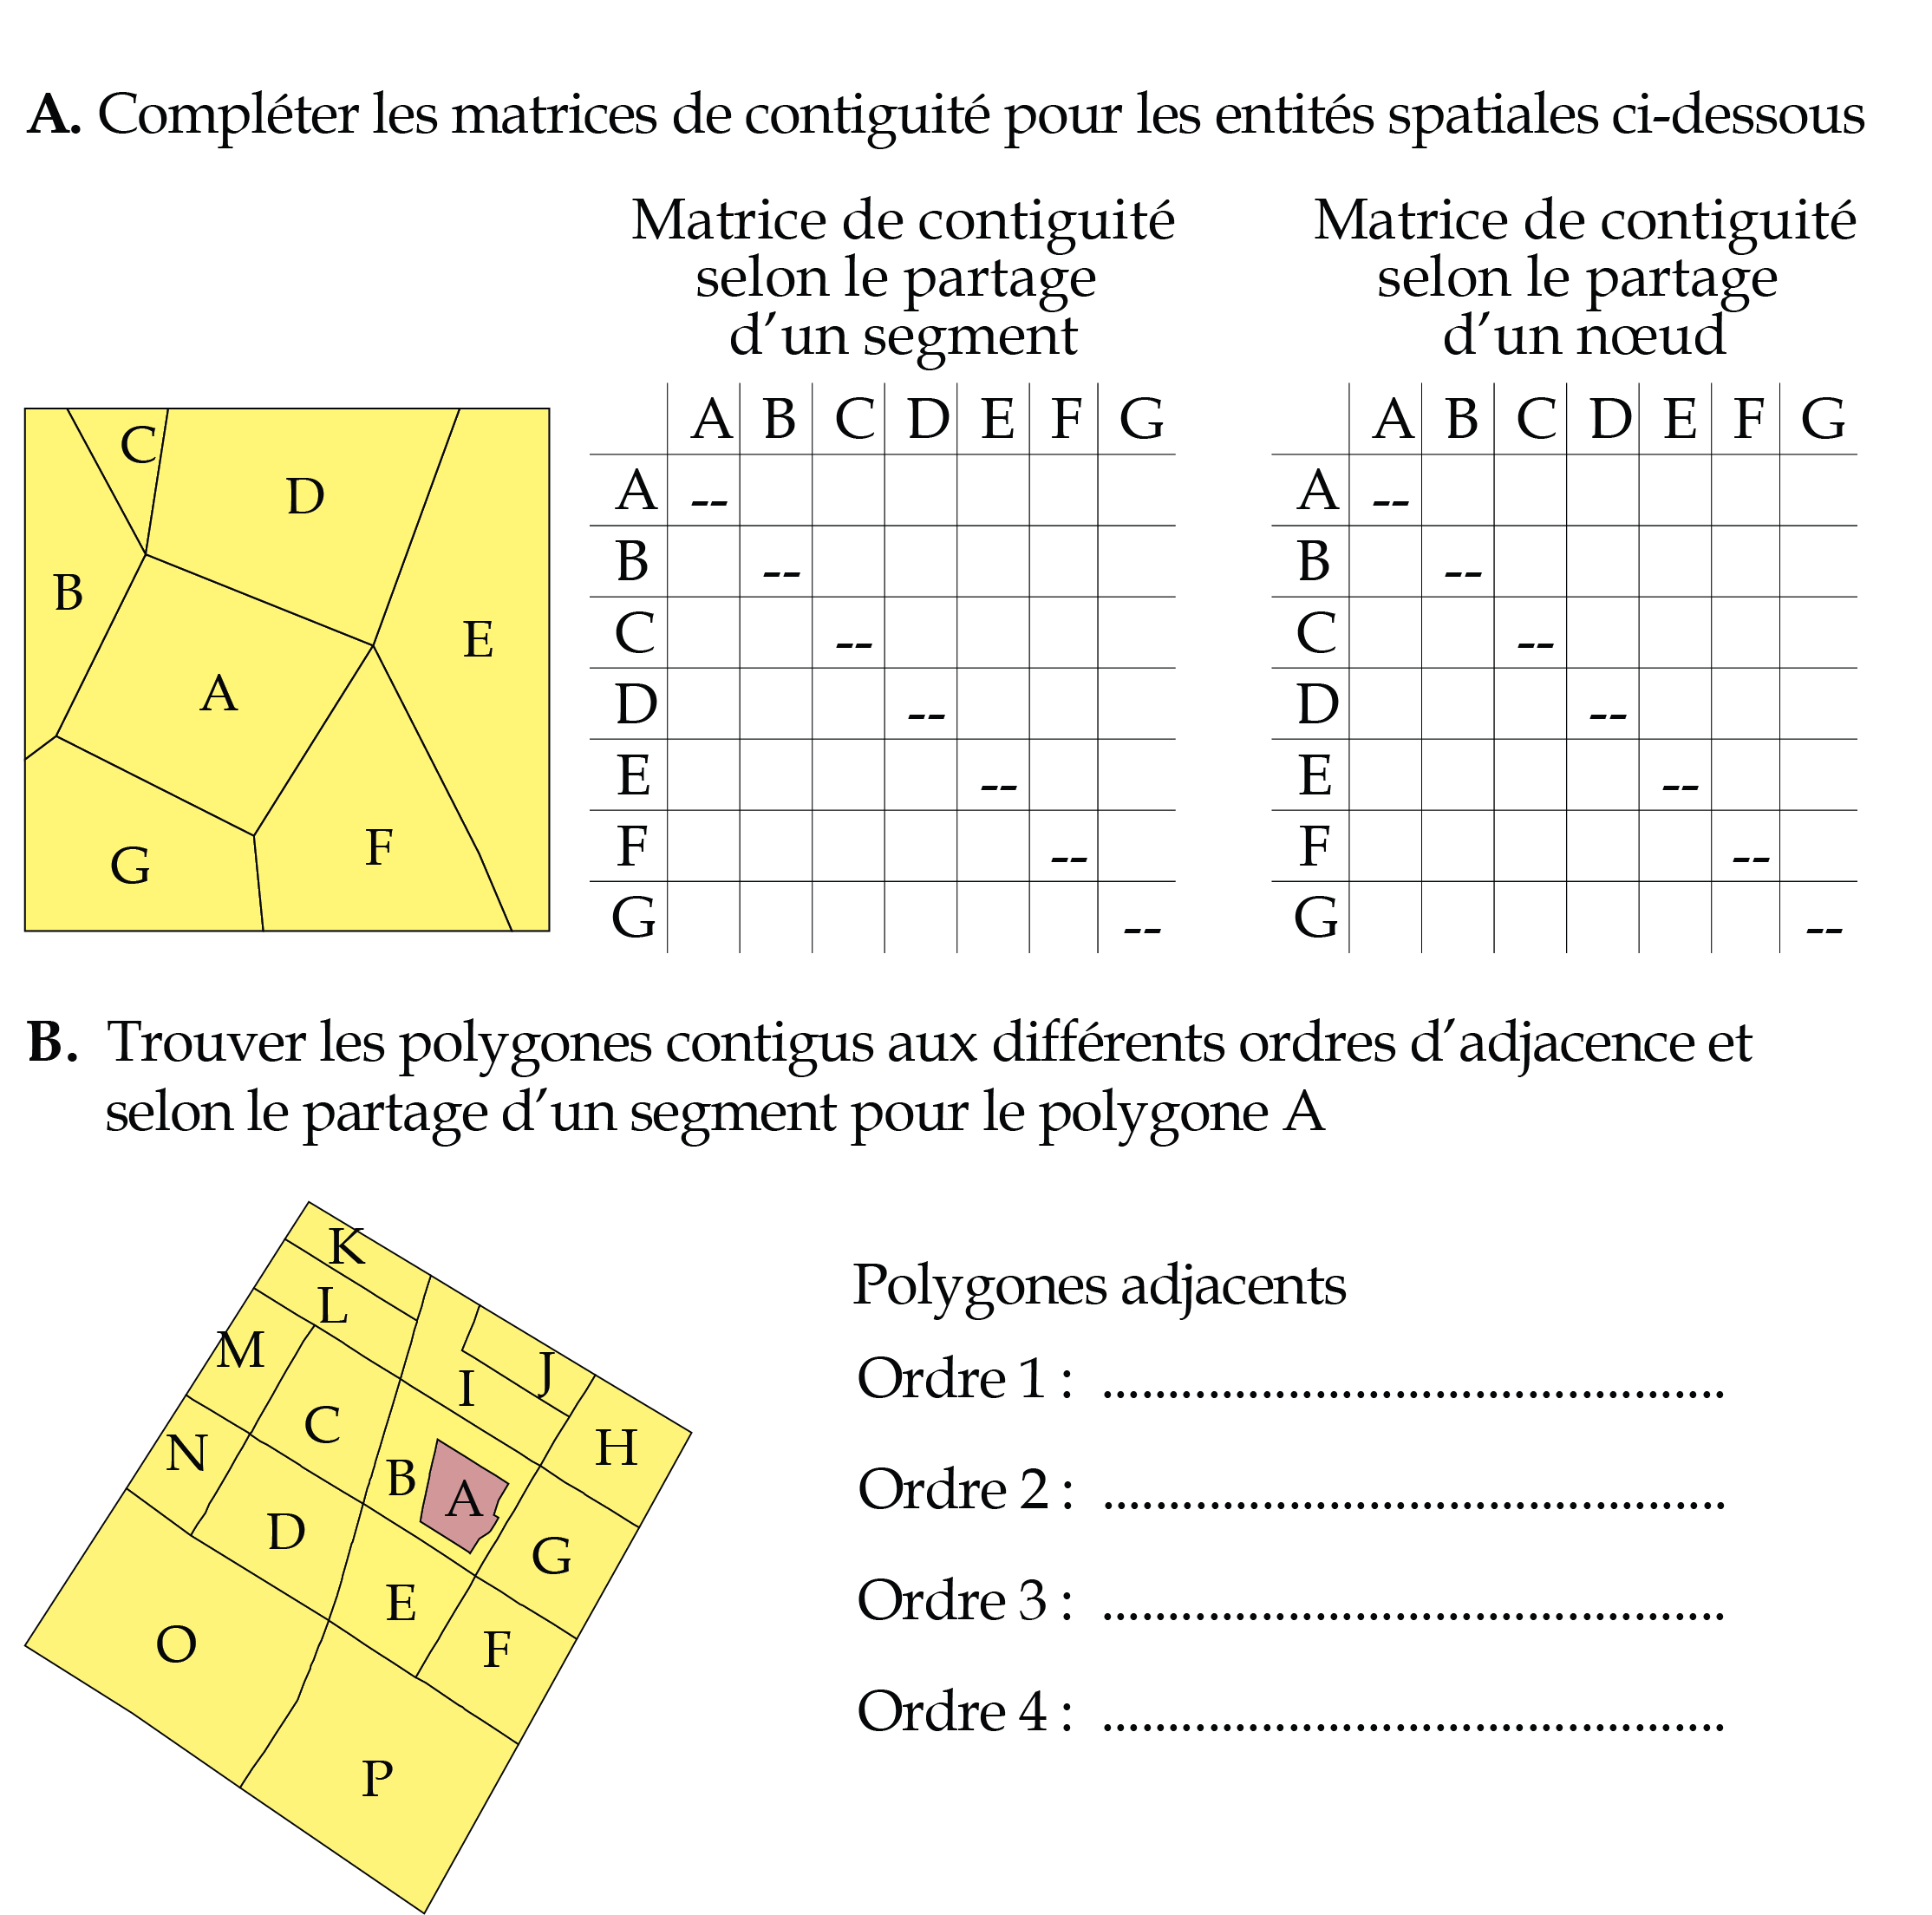 A. Compléter les matrices de contiguité pour les entités spatiales ci-dessous
Matrice de contiguité
selon le partage
d’un segment
Matrice de contiguité
selon le partage
d’un nœud
A B C D E F G
A --
B --
C --
D --
E --
F --
G --
A B C D E F G
A --
B --
C --
D --
E --
F --
G --
C
D
B
E
A
F
G
B. Trouver les polygones contigus aux différents ordres d’adjacence et
selon le partage d’un segment pour le polygone A
K
L
M
J
I
C
H
N
B
A
D
G
E
O
F
P
Polygones adjacents
Ordre 1 : ................................................
Ordre 2 : ................................................
Ordre 3 : ................................................
Ordre 4 : ................................................